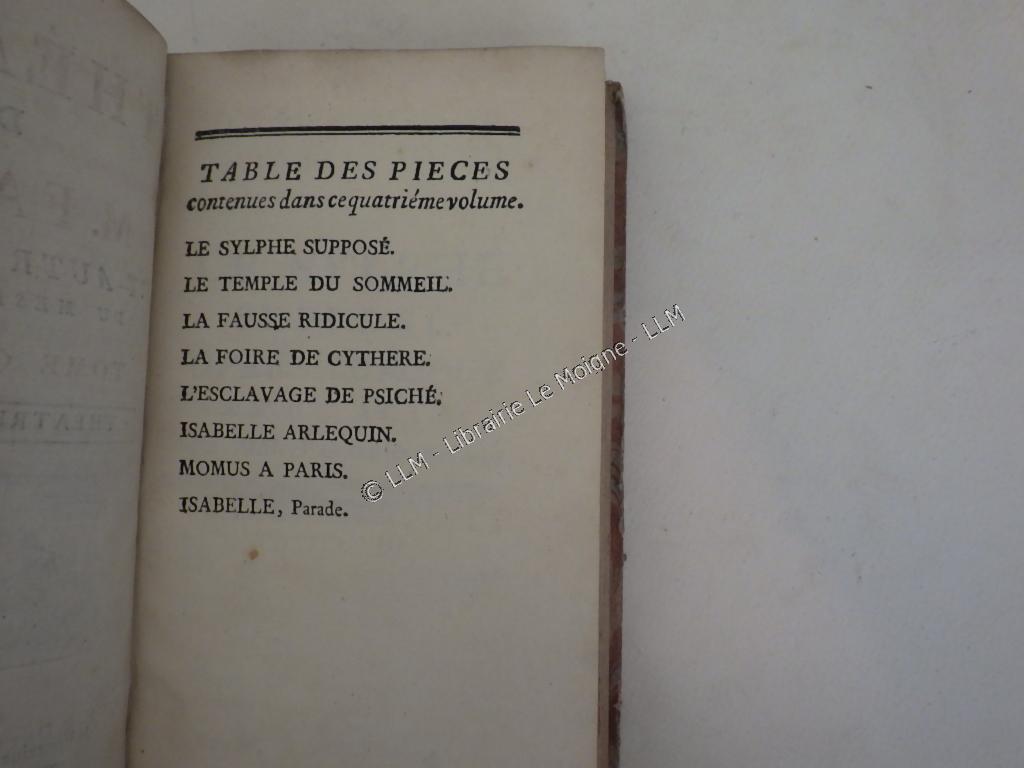 TABLE DES PIECES
contenues dans ce quatriéme volume.
LE SYLPHE SUPPOSÉ.
LE TEMPLE DU SOMMEIL.
LA FAUSSE RIDICULE.
LA FOIRE DE CYTHERE.
L'ESCLAVAGE DE PSICHÉ.
ISABELLE ARLEQUIN.
MOMUS A PARIS.
ISABELLE, Parade.
© LLM - Librairie Le Moigne - LLM